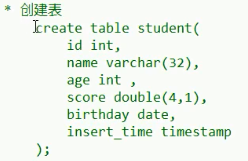 * 创建表
create table student(
id int,
name varchar(32),
age int ,
score double(4,1),
birthday date,
insert_time timestamp
);